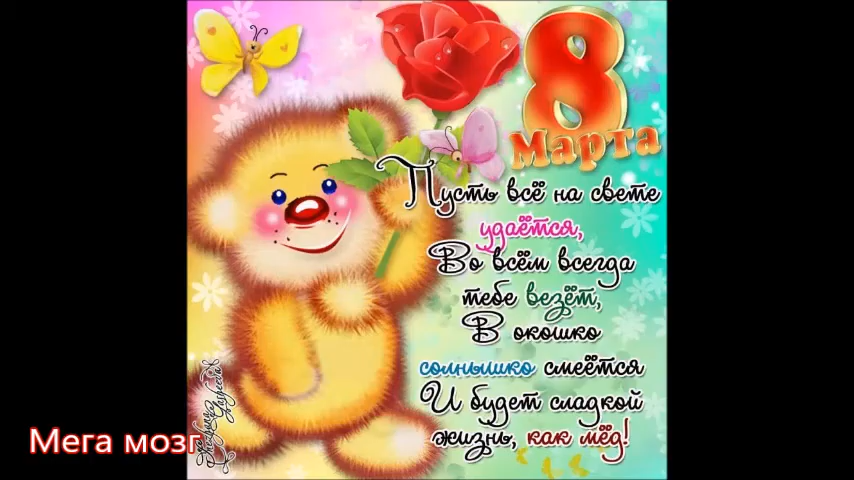 8
Марта
Пусть всё на свете
удаётся,
Во всём всегда
тебе везёт,
В окошко
солнышко смеётся
И будет сладкой
жизнь, как мёд!
Мега мозг